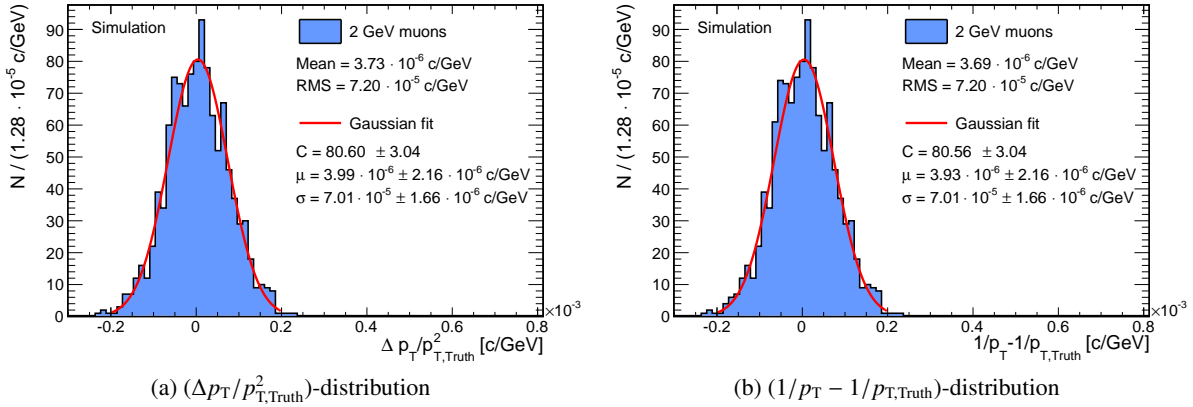 N / (1.28 · 10^-5 c/GeV)
90
80
70
60
50
40
30
20
10
0
Simulation
2 GeV muons
Mean = 3.73 · 10^-6 c/GeV
RMS = 7.20 · 10^-5 c/GeV
Gaussian fit
C = 80.60 ± 3.04
μ = 3.99 · 10^-6 ± 2.16 · 10^-6 c/GeV
σ = 7.01 · 10^-5 ± 1.66 · 10^-6 c/GeV
-0.2 0 0.2 0.4 0.6 0.8
×10^-3
Δ p_T/p^2_T,Truth [c/GeV]
(a) (Δp_T/p^2_T,Truth)-distribution
N / (1.28 · 10^-5 c/GeV)
90
80
70
60
50
40
30
20
10
0
Simulation
2 GeV muons
Mean = 3.69 · 10^-6 c/GeV
RMS = 7.20 · 10^-5 c/GeV
Gaussian fit
C = 80.56 ± 3.04
μ = 3.93 · 10^-6 ± 2.16 · 10^-6 c/GeV
σ = 7.01 · 10^-5 ± 1.66 · 10^-6 c/GeV
-0.2 0 0.2 0.4 0.6 0.8
×10^-3
1/p_T-1/p_T,Truth [c/GeV]
(b) (1/p_T − 1/p_T,Truth)-distribution